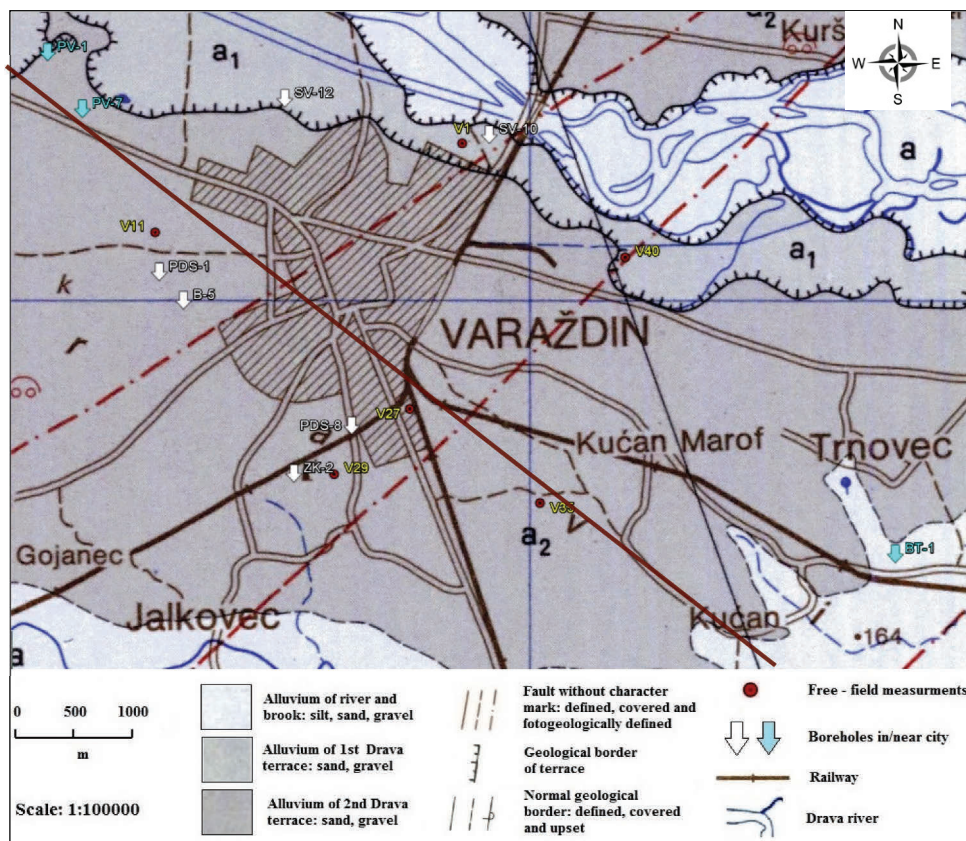 a₂
Kurš
N
W
E
S
PV-1
a₁
PV-7
SV-12
V1
SV-10
a
V11
V40
PDS-1
a₁
k
B-5
r
VARAŽDIN
V27
PDS-8
a
Kućan Marof
Trnovec
ZK-2
V29
V35
a₂
BT-1
Gojanec
Jalkovec
Kućan
164
a
0 500 1000
m
Scale: 1:100000
Alluvium of river and
brook: silt, sand, gravel
Alluvium of 1st Drava
terrace: sand, gravel
Alluvium of 2nd Drava
terrace: sand, gravel
Fault without character
mark: defined, covered and
fotogeologically defined
Geological border
of terrace
Normal geological
border: defined, covered
and upset
Free - field measurments
Boreholes in/near city
Railway
Drava river